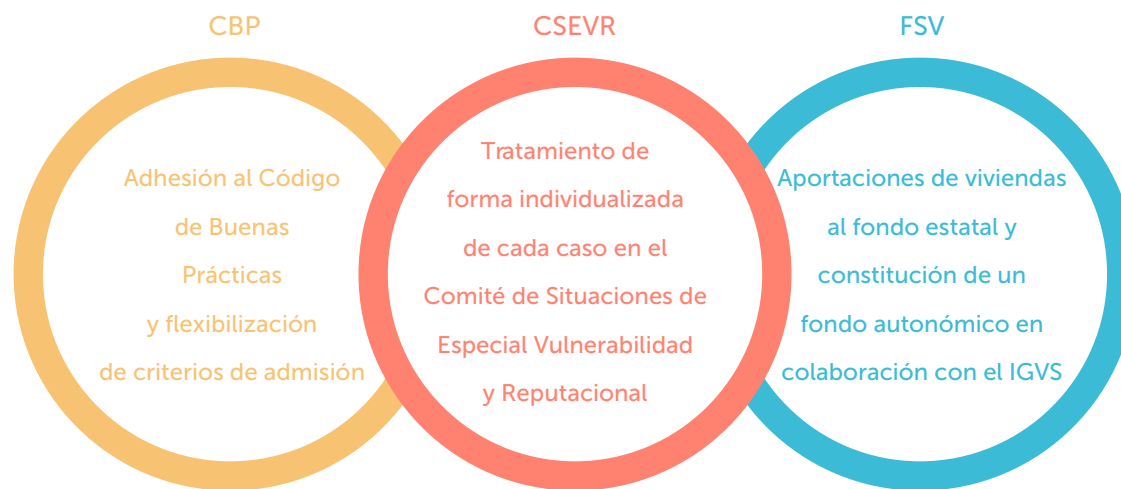 CBP
Adhesión al Código
de Buenas
Prácticas
y flexibilización
de criterios de admisión
CSEVR
Tratamiento de
forma individualizada
de cada caso en el
Comité de Situaciones de
Especial Vulnerabilidad
y Reputacional
FSV
Aportaciones de viviendas
al fondo estatal y
constitución de un
fondo autonómico en
colaboración con el IGVS